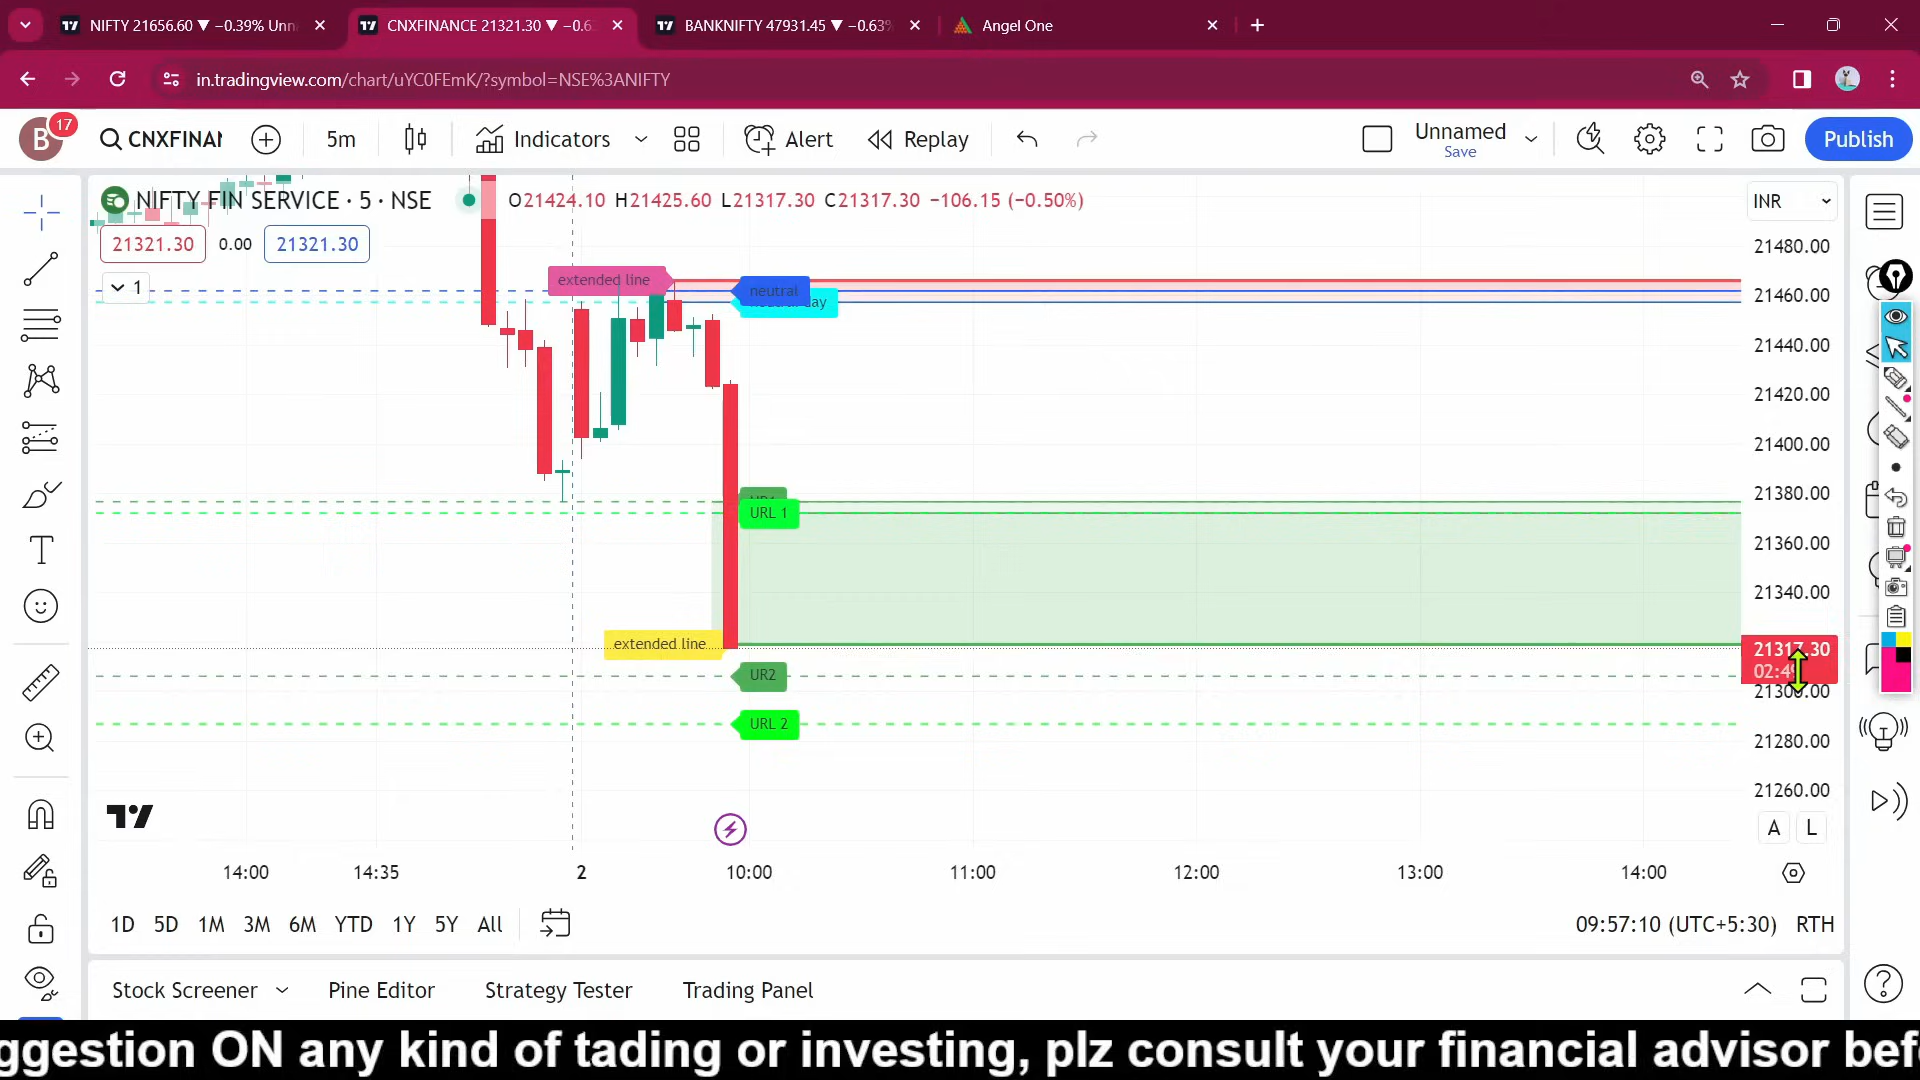 NIFTY 21656.60 ▼ −0.39% Unn
CNXFINANCE 21321.30 ▼ −0.6
BANKNIFTY 47931.45 ▼ −0.63%
Angel One
in.tradingview.com/chart/uYC0FEmK/?symbol=NSE%3ANIFTY
B
17
CNXFINAN
5m
Indicators
Alert
Replay
Unnamed
Save
Publish
NIFTY FIN SERVICE · 5 · NSE
O21424.10 H21425.60 L21317.30 C21317.30 −106.15 (−0.50%)
INR
21321.30
0.00
21321.30
1
extended line
neutral
day
URL 1
extended line
UR2
URL 2
21480.00
21460.00
21440.00
21420.00
21400.00
21380.00
21360.00
21340.00
21317.30
21300.00
21280.00
21260.00
A
L
14:00
14:35
2
10:00
11:00
12:00
13:00
14:00
1D
5D
1M
3M
6M
YTD
1Y
5Y
All
09:57:10 (UTC+5:30)
RTH
Stock Screener
Pine Editor
Strategy Tester
Trading Panel
ggestion ON any kind of tading or investing, plz consult your financial advisor bef